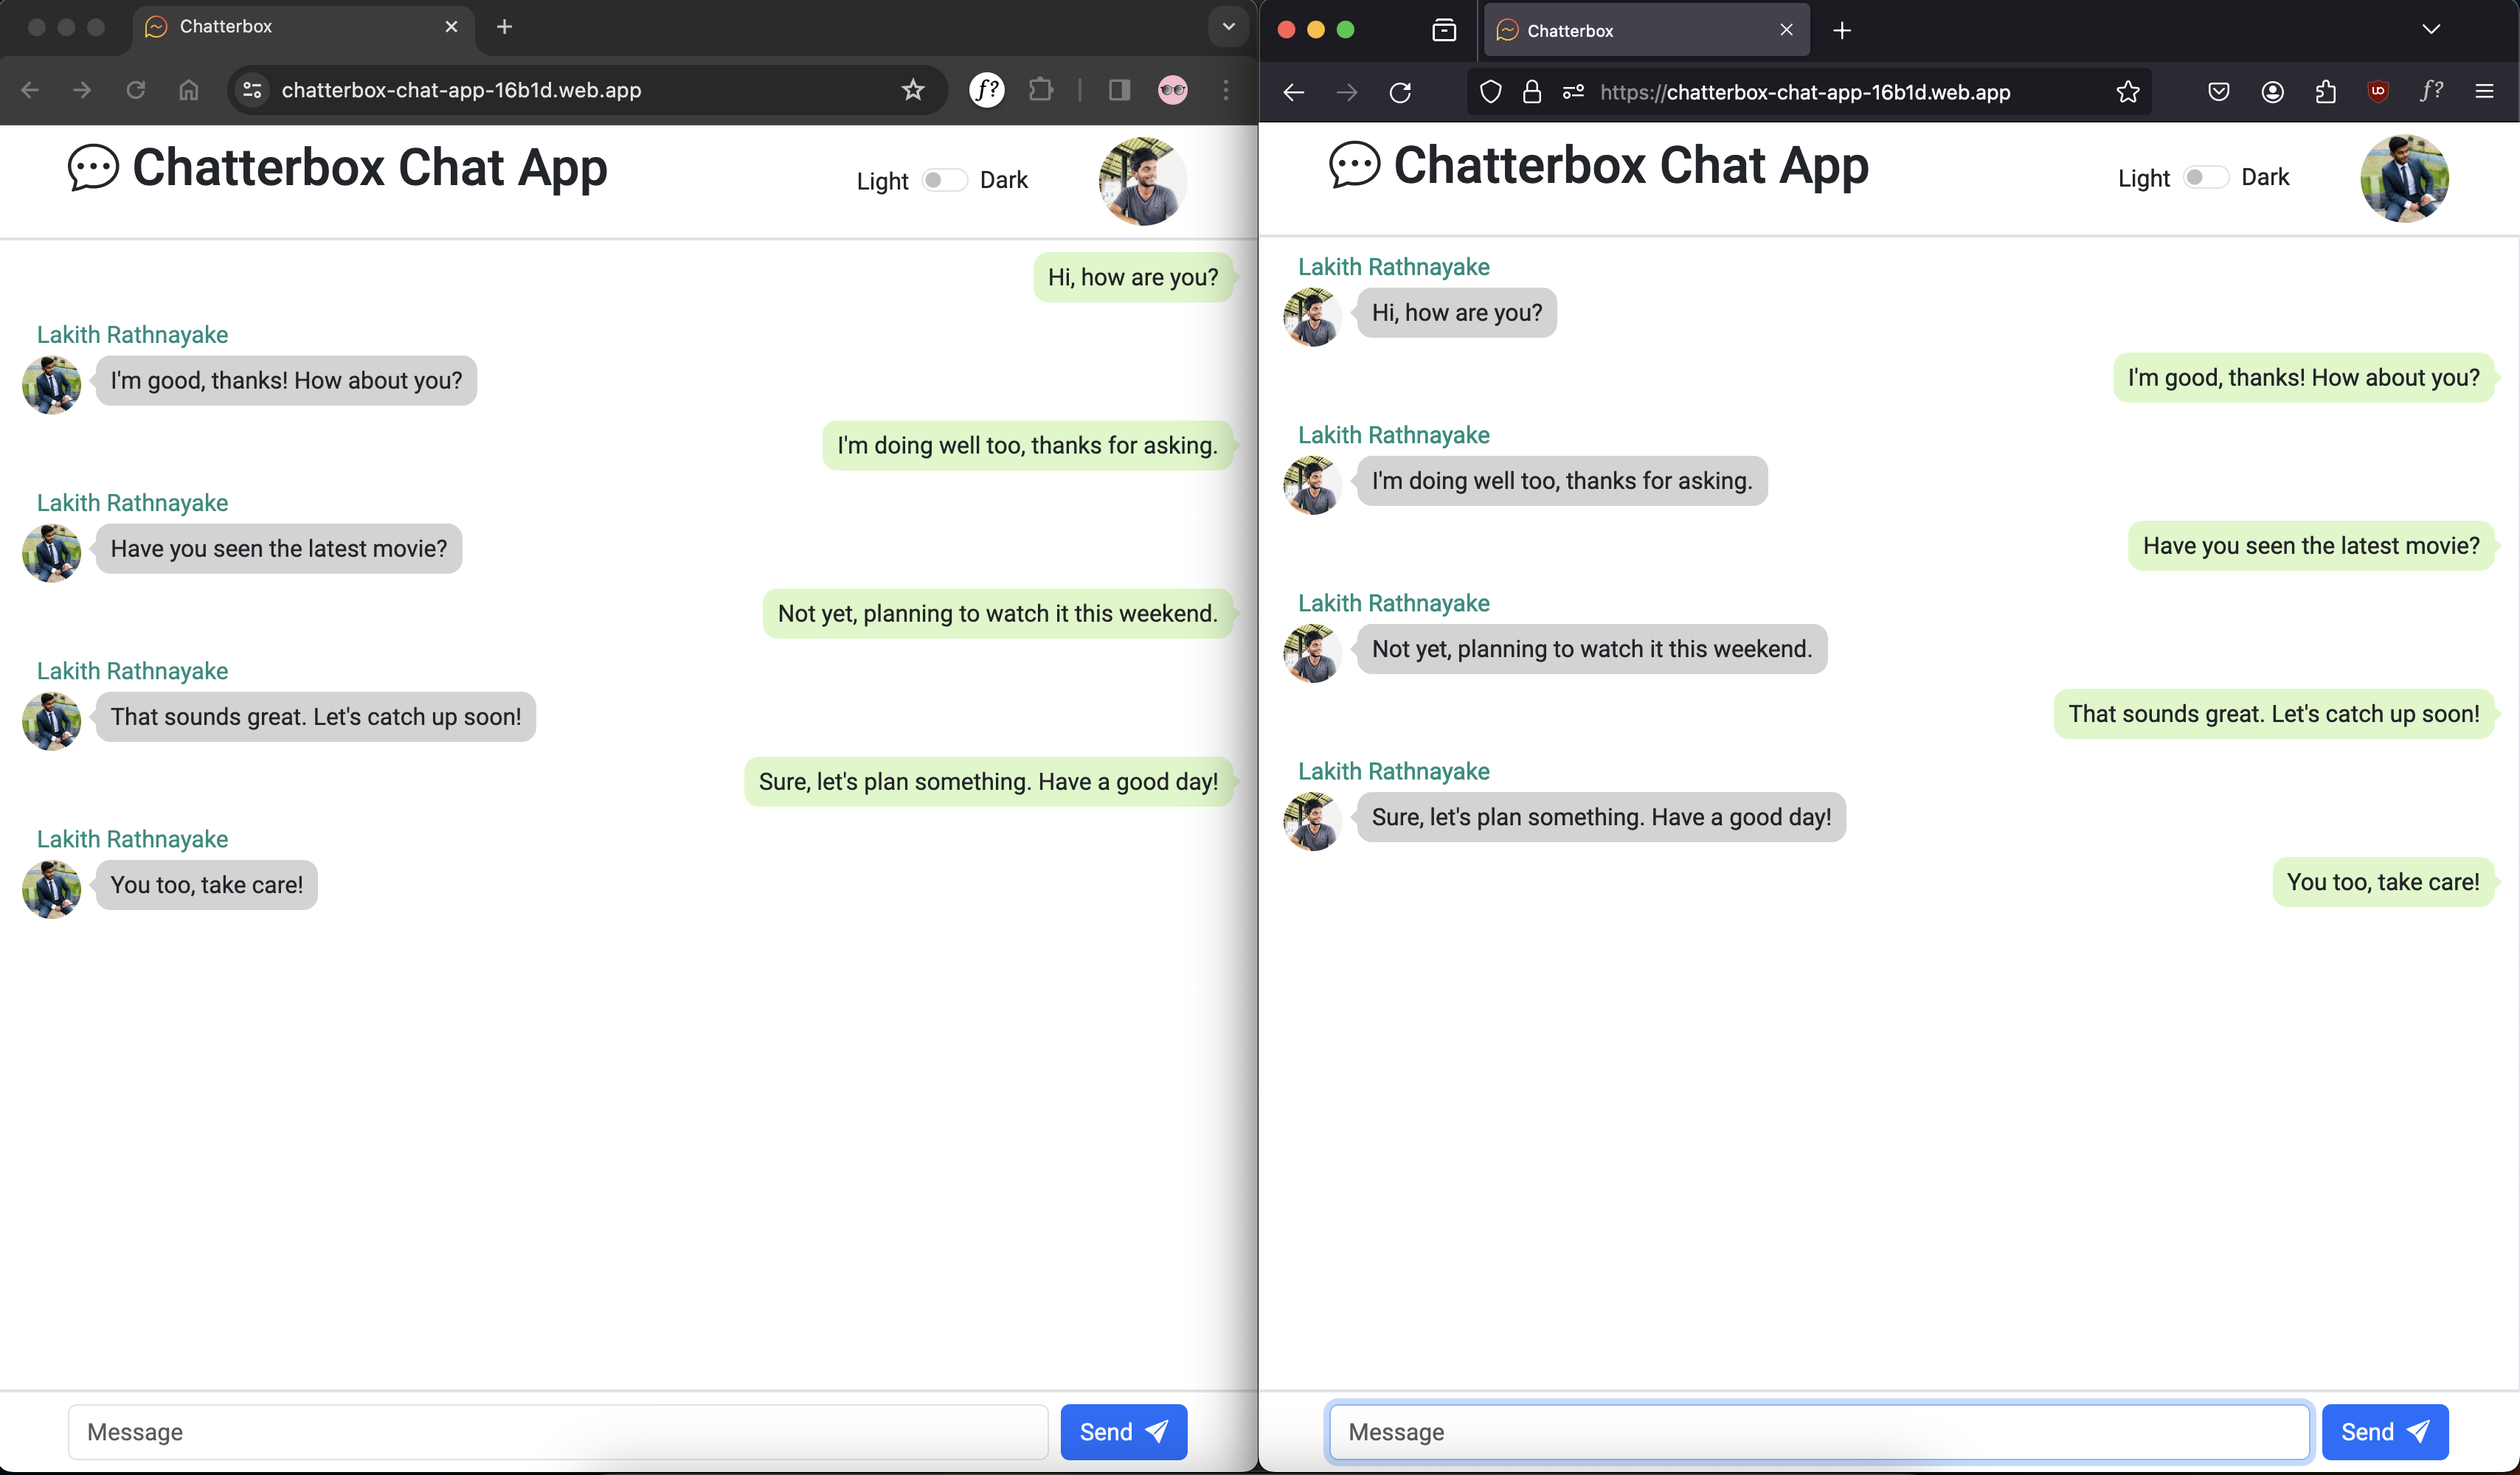 Chatterbox
chatterbox-chat-app-16b1d.web.app
f?
Chatterbox Chat App
Light Dark
Hi, how are you?
Lakith Rathnayake
I'm good, thanks! How about you?
I'm doing well too, thanks for asking.
Lakith Rathnayake
Have you seen the latest movie?
Not yet, planning to watch it this weekend.
Lakith Rathnayake
That sounds great. Let's catch up soon!
Sure, let's plan something. Have a good day!
Lakith Rathnayake
You too, take care!
Message
Send
Chatterbox
https://chatterbox-chat-app-16b1d.web.app
f?
Chatterbox Chat App
Light Dark
Lakith Rathnayake
Hi, how are you?
I'm good, thanks! How about you?
Lakith Rathnayake
I'm doing well too, thanks for asking.
Have you seen the latest movie?
Lakith Rathnayake
Not yet, planning to watch it this weekend.
That sounds great. Let's catch up soon!
Lakith Rathnayake
Sure, let's plan something. Have a good day!
You too, take care!
Message
Send